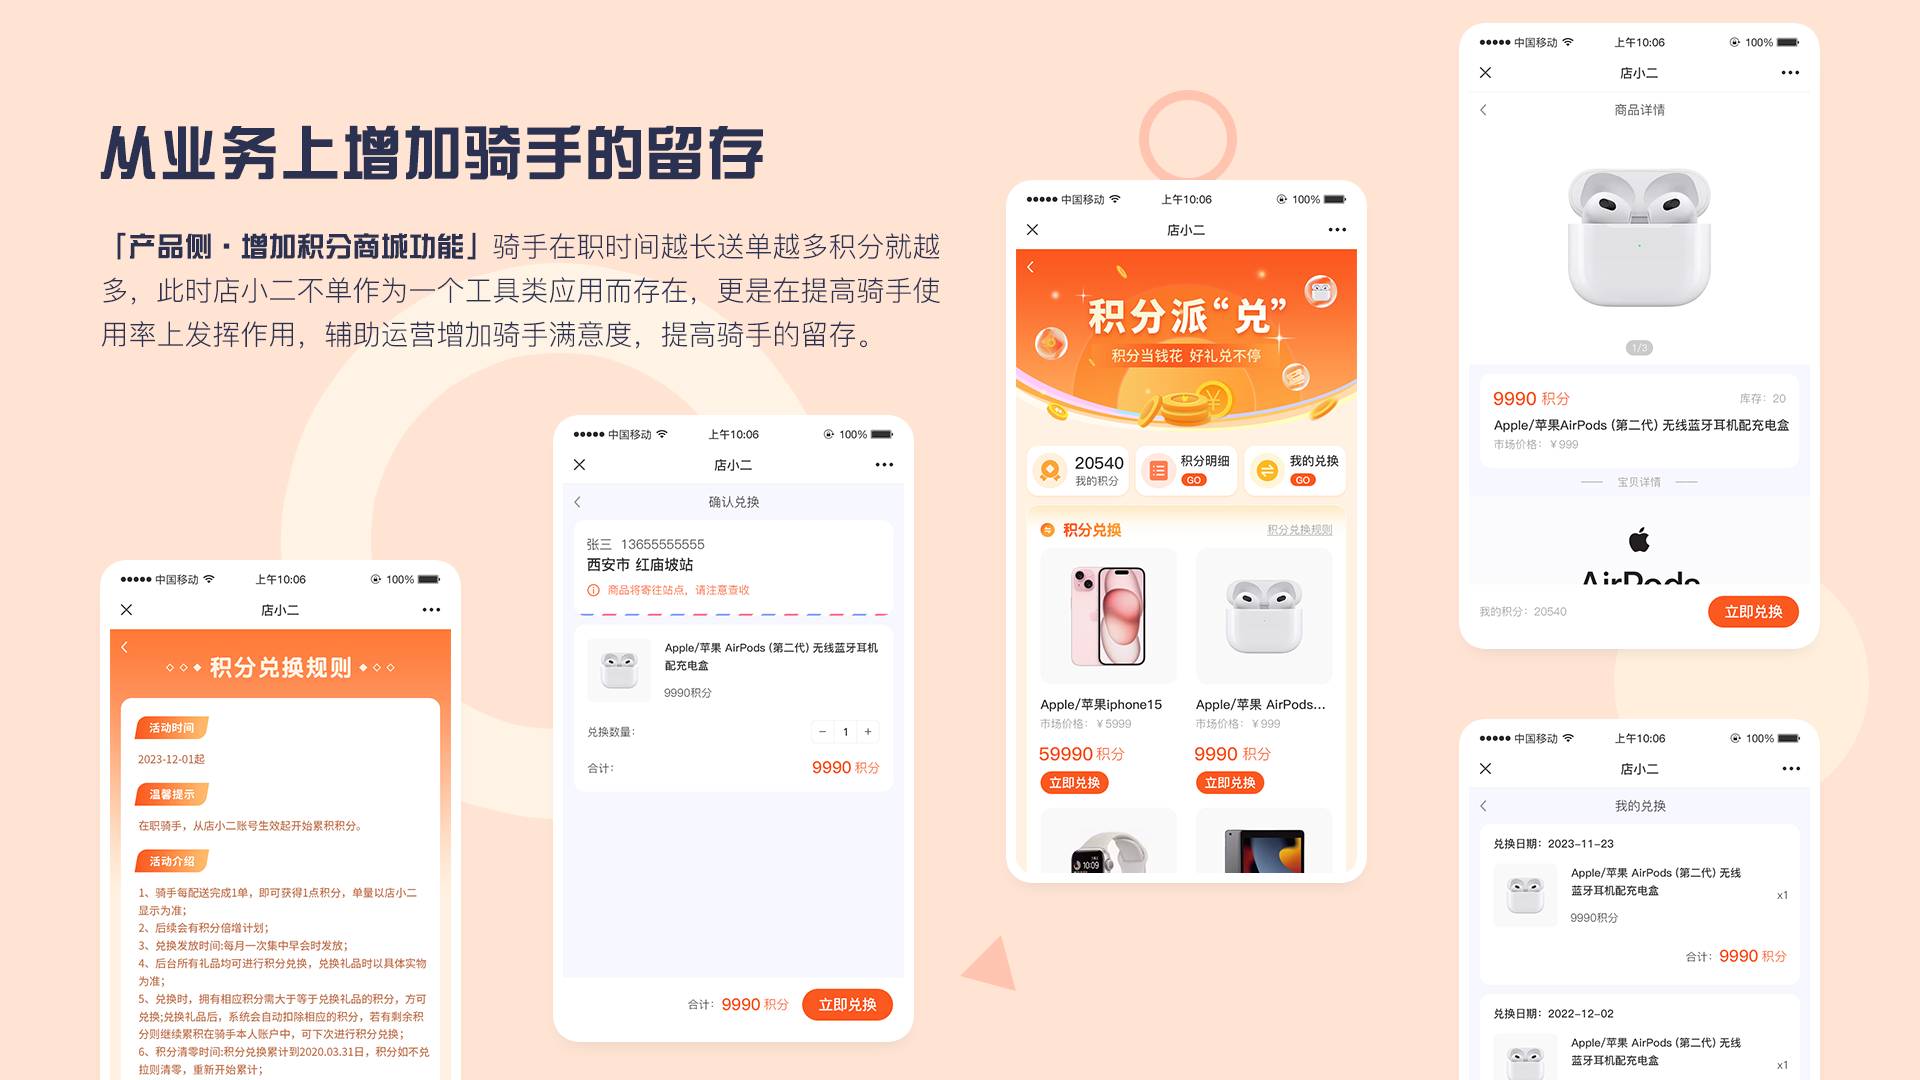 从业务上增加骑手的留存
「产品侧·增加积分商城功能」骑手在职时间越长送单越多积分就越
多，此时店小二不单作为一个工具类应用而存在，更是在提高骑手使
用率上发挥作用，辅助运营增加骑手满意度，提高骑手的留存。
中国移动 上午10:06 100%
店小二
积分兑换规则
活动时间
2023-12-01起
温馨提示
在职骑手，从店小二账号生效起开始累积积分。
活动介绍
1、骑手每配送完成1单，即可获得1点积分，单量以店小二
显示为准；
2、后续会有积分倍增计划；
3、兑换发放时间:每月一次集中早会时发放；
4、后台所有礼品均可进行积分兑换，兑换礼品时以具体实物
为准；
5、兑换时，拥有相应积分需大于等于兑换礼品的积分，方可
兑换;兑换礼品后，系统会自动扣除相应的积分，若有剩余积
分则继续累积在骑手本人账户中，可下次进行积分兑换；
6、积分清零时间:积分兑换累计到2020.03.31日，积分如不兑
拉则清零，重新开始累计；
中国移动 上午10:06 100%
店小二
确认兑换
张三 13655555555
西安市 红庙坡站
商品将寄往站点，请注意查收
Apple/苹果 AirPods (第二代) 无线蓝牙耳机
配充电盒
9990积分
兑换数量：
− 1 +
合计：
9990 积分
合计： 9990 积分 立即兑换
中国移动 上午10:06 100%
店小二
积分派“兑”
积分当钱花 好礼兑不停
20540
我的积分
积分明细
GO
我的兑换
GO
积分兑换
积分兑换规则
Apple/苹果iphone15
市场价格：￥5999
59990 积分
立即兑换
Apple/苹果 AirPods...
市场价格：￥999
9990 积分
立即兑换
10:09
中国移动 上午10:06 100%
店小二
商品详情
1/3
9990 积分
库存：20
Apple/苹果AirPods (第二代) 无线蓝牙耳机配充电盒
市场价格：￥999
宝贝详情
AirPods
我的积分：20540
立即兑换
中国移动 上午10:06 100%
店小二
我的兑换
兑换日期：2023-11-23
Apple/苹果 AirPods (第二代) 无线
蓝牙耳机配充电盒
x1
9990积分
合计：9990 积分
兑换日期：2022-12-02
Apple/苹果 AirPods (第二代) 无线
蓝牙耳机配充电盒
x1